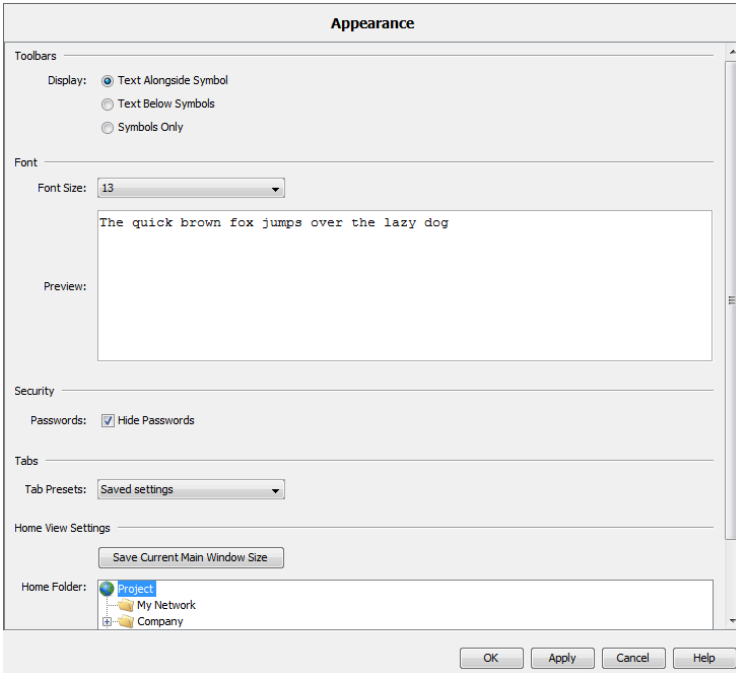 Appearance
Toolbars
Display: Text Alongside Symbol
Text Below Symbols
Symbols Only
Font
Font Size: 13
The quick brown fox jumps over the lazy dog
Preview:
Security
Passwords: Hide Passwords
Tabs
Tab Presets: Saved settings
Home View Settings
Save Current Main Window Size
Home Folder: Project
My Network
Company
OK Apply Cancel Help